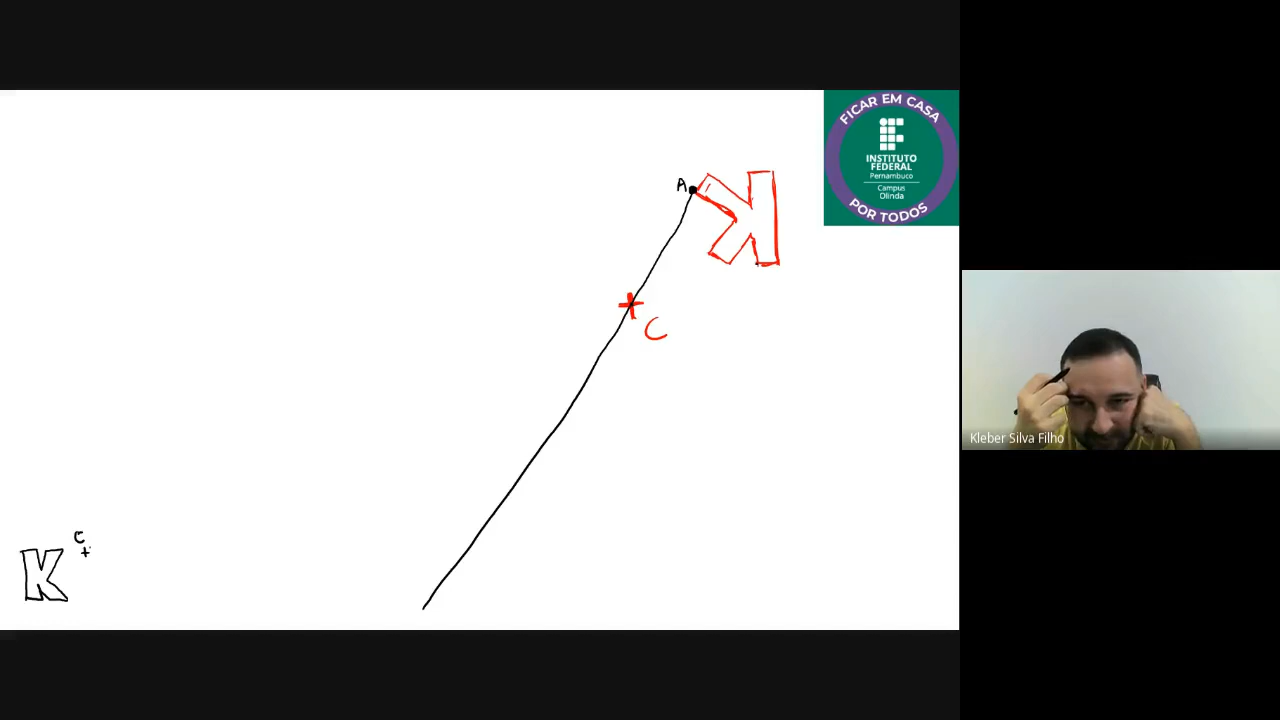 FICAR EM CASA
INSTITUTO
FEDERAL
Pernambuco
Campus
Olinda
POR TODOS
A
K
C
Kleber Silva Filho
C
K